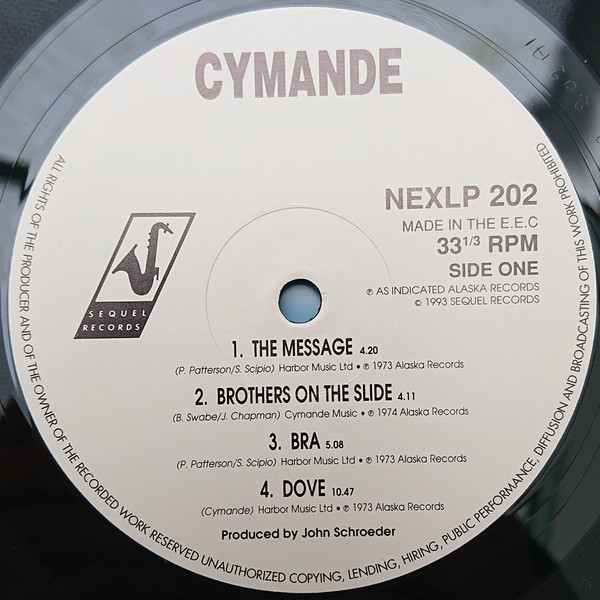 CYMANDE
NEXLP 202
MADE IN THE E.E.C
33 1/3 RPM
SIDE ONE
℗ AS INDICATED ALASKA RECORDS
© 1993 SEQUEL RECORDS
SEQUEL
RECORDS
1. THE MESSAGE 4.20
(P. Patterson/S. Scipio) Harbor Music Ltd • ℗ 1973 Alaska Records
2. BROTHERS ON THE SLIDE 4.11
(B. Swabe/J. Chapman) Cymande Music • ℗ 1974 Alaska Records
3. BRA 5.08
(P. Patterson/S. Scipio) Harbor Music Ltd • ℗ 1973 Alaska Records
4. DOVE 10.47
(Cymande) Harbor Music Ltd • ℗ 1973 Alaska Records
Produced by John Schroeder
ALL RIGHTS OF THE PRODUCER AND OF THE OWNER OF THE RECORDED WORK RESERVED UNAUTHORIZED COPYING, LENDING, HIRING, PUBLIC PERFORMANCE, DIFFUSION AND BROADCASTING OF THIS WORK PROHIBITED